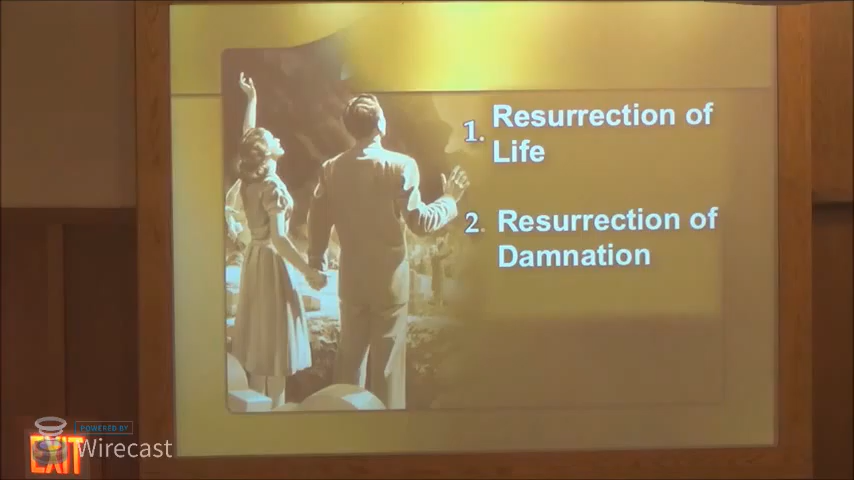 1. Resurrection of
Life
2. Resurrection of
Damnation
POWERED BY
Wirecast
EXIT